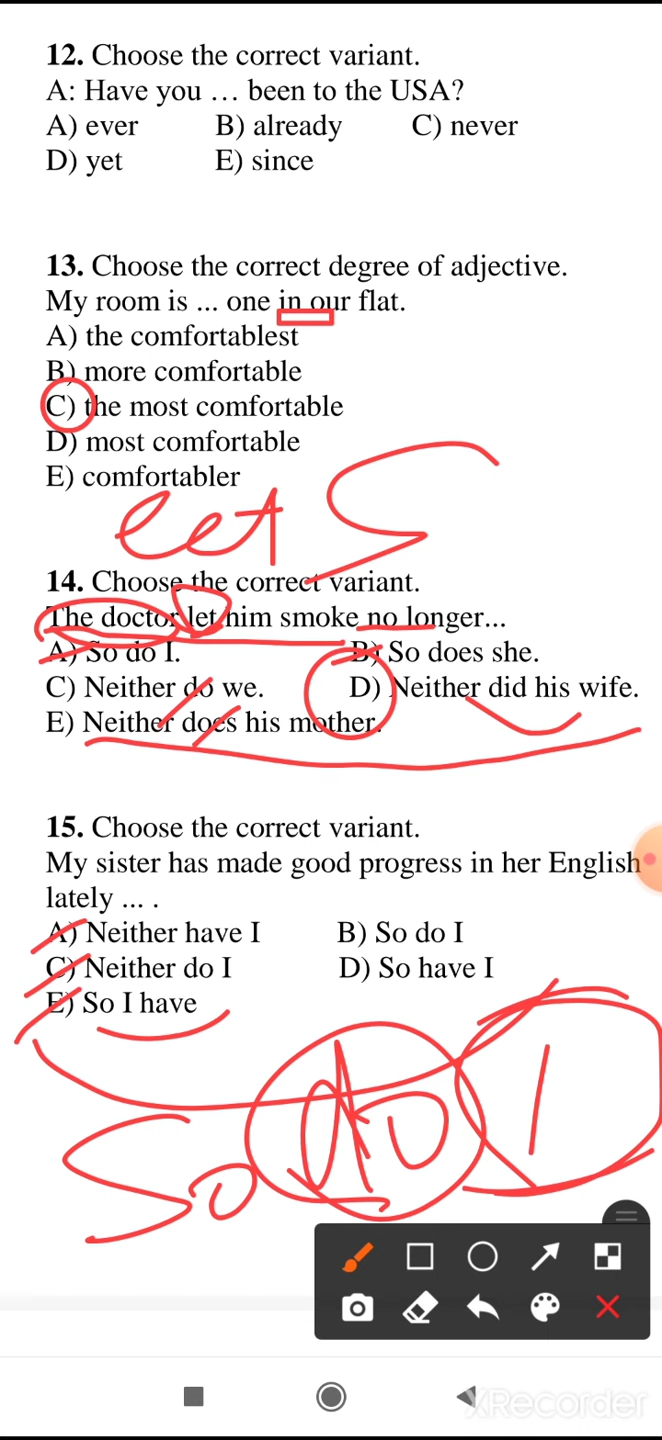 12. Choose the correct variant.
A: Have you … been to the USA?
A) ever B) already C) never
D) yet E) since
13. Choose the correct degree of adjective.
My room is ... one in our flat.
A) the comfortablest
B) more comfortable
C) the most comfortable
D) most comfortable
E) comfortabler
let S
14. Choose the correct variant.
The doctor let him smoke no longer...
A) So do I. B) So does she.
C) Neither do we. D) Neither did his wife.
E) Neither does his mother.
15. Choose the correct variant.
My sister has made good progress in her English
lately ... .
A) Neither have I B) So do I
C) Neither do I D) So have I
E) So I have
So do I
XRecorder